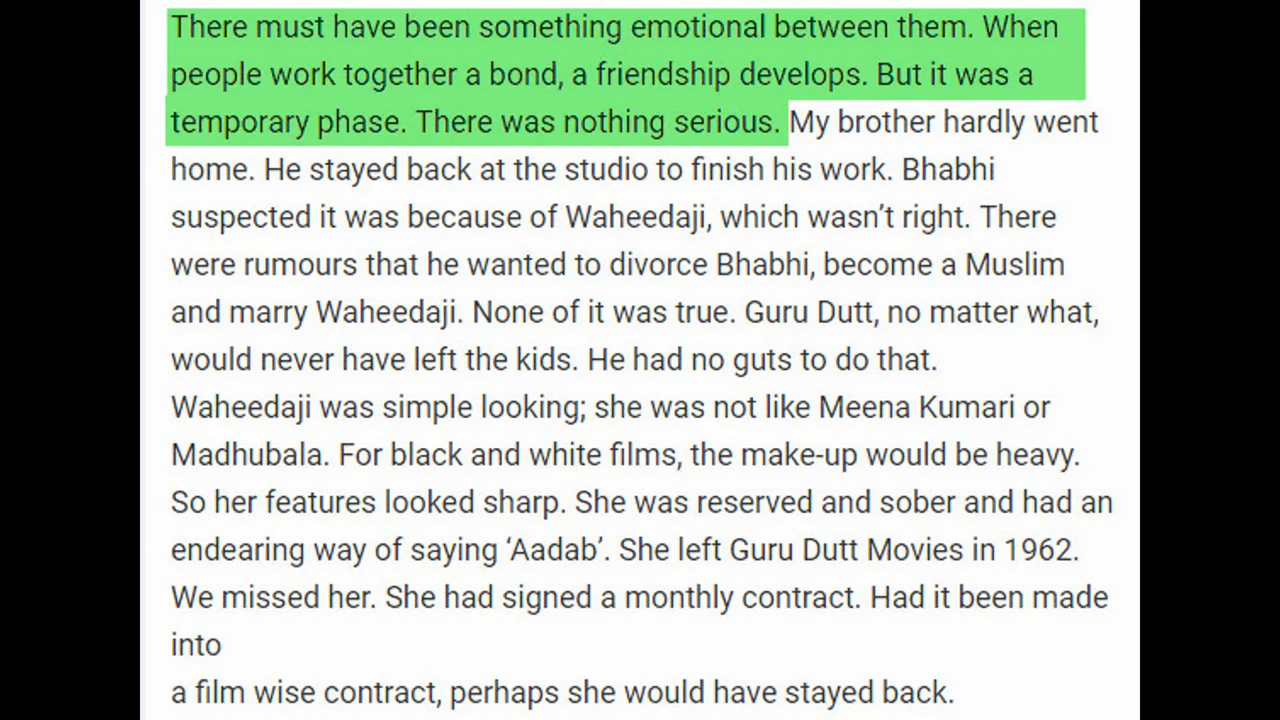 There must have been something emotional between them. When
people work together a bond, a friendship develops. But it was a
temporary phase. There was nothing serious. My brother hardly went
home. He stayed back at the studio to finish his work. Bhabhi
suspected it was because of Waheedaji, which wasn’t right. There
were rumours that he wanted to divorce Bhabhi, become a Muslim
and marry Waheedaji. None of it was true. Guru Dutt, no matter what,
would never have left the kids. He had no guts to do that.
Waheedaji was simple looking; she was not like Meena Kumari or
Madhubala. For black and white films, the make-up would be heavy.
So her features looked sharp. She was reserved and sober and had an
endearing way of saying ‘Aadab’. She left Guru Dutt Movies in 1962.
We missed her. She had signed a monthly contract. Had it been made
into
a film wise contract, perhaps she would have stayed back.